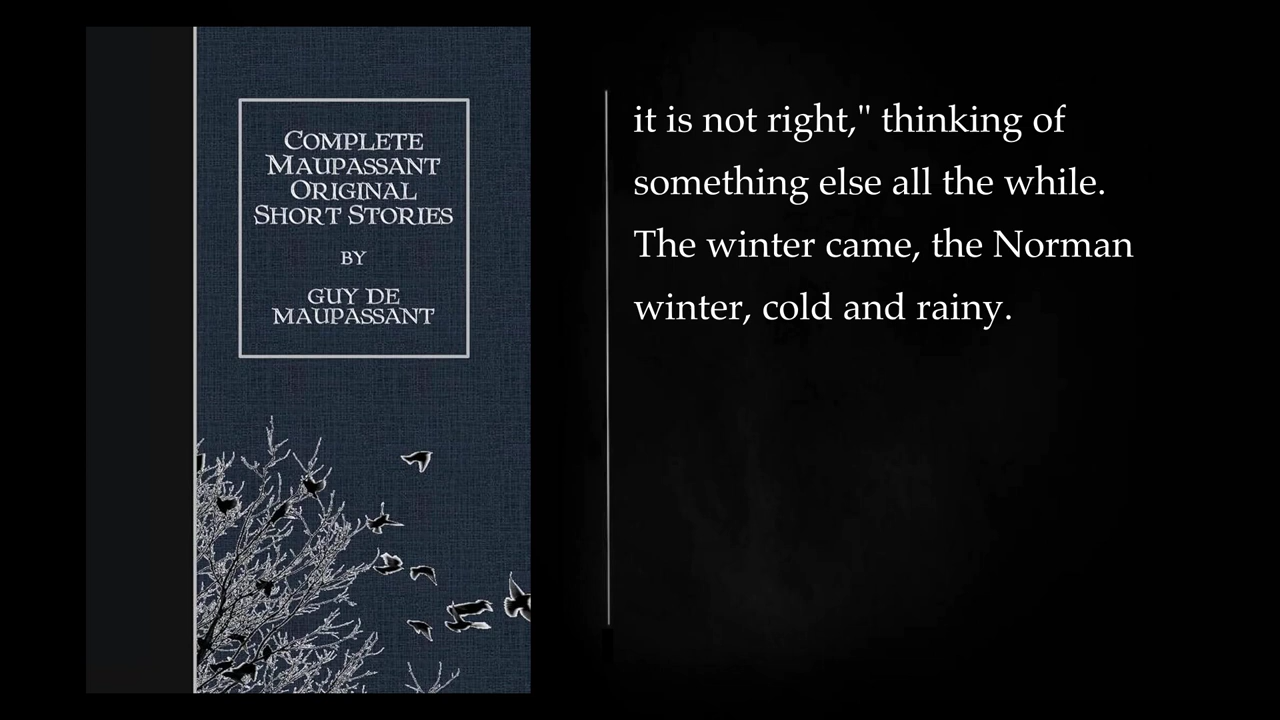 COMPLETE
MAUPASSANT
ORIGINAL
SHORT STORIES
BY
GUY DE
MAUPASSANT
it is not right," thinking of
something else all the while.
The winter came, the Norman
winter, cold and rainy.